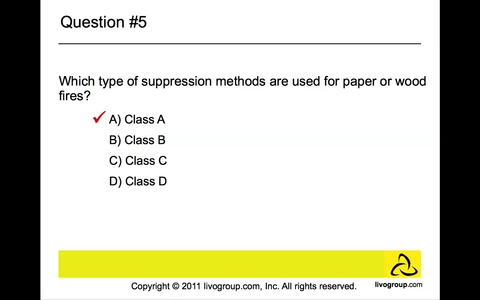 Question #5
Which type of suppression methods are used for paper or wood
fires?
A) Class A
B) Class B
C) Class C
D) Class D
livogroup.com
Copyright © 2011 livogroup.com, Inc. All rights reserved.